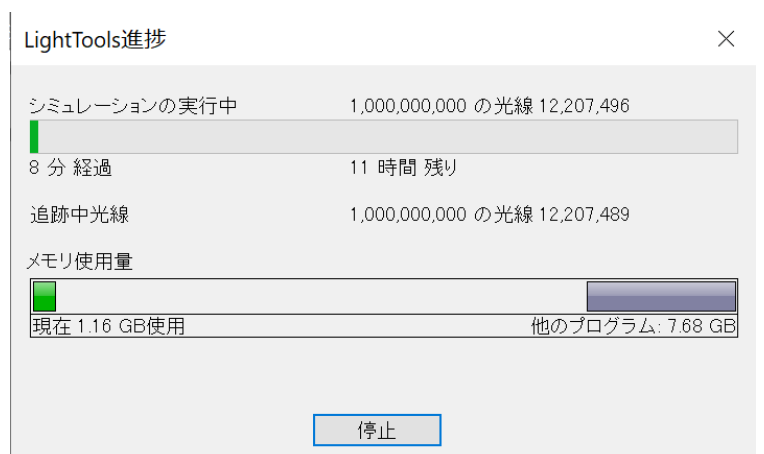 LightTools進捗
シミュレーションの実行中 1,000,000,000 の光線 12,207,496
8 分 経過 11 時間 残り
追跡中光線 1,000,000,000 の光線 12,207,489
メモリ使用量
現在 1.16 GB使用 他のプログラム: 7.68 GB
停止